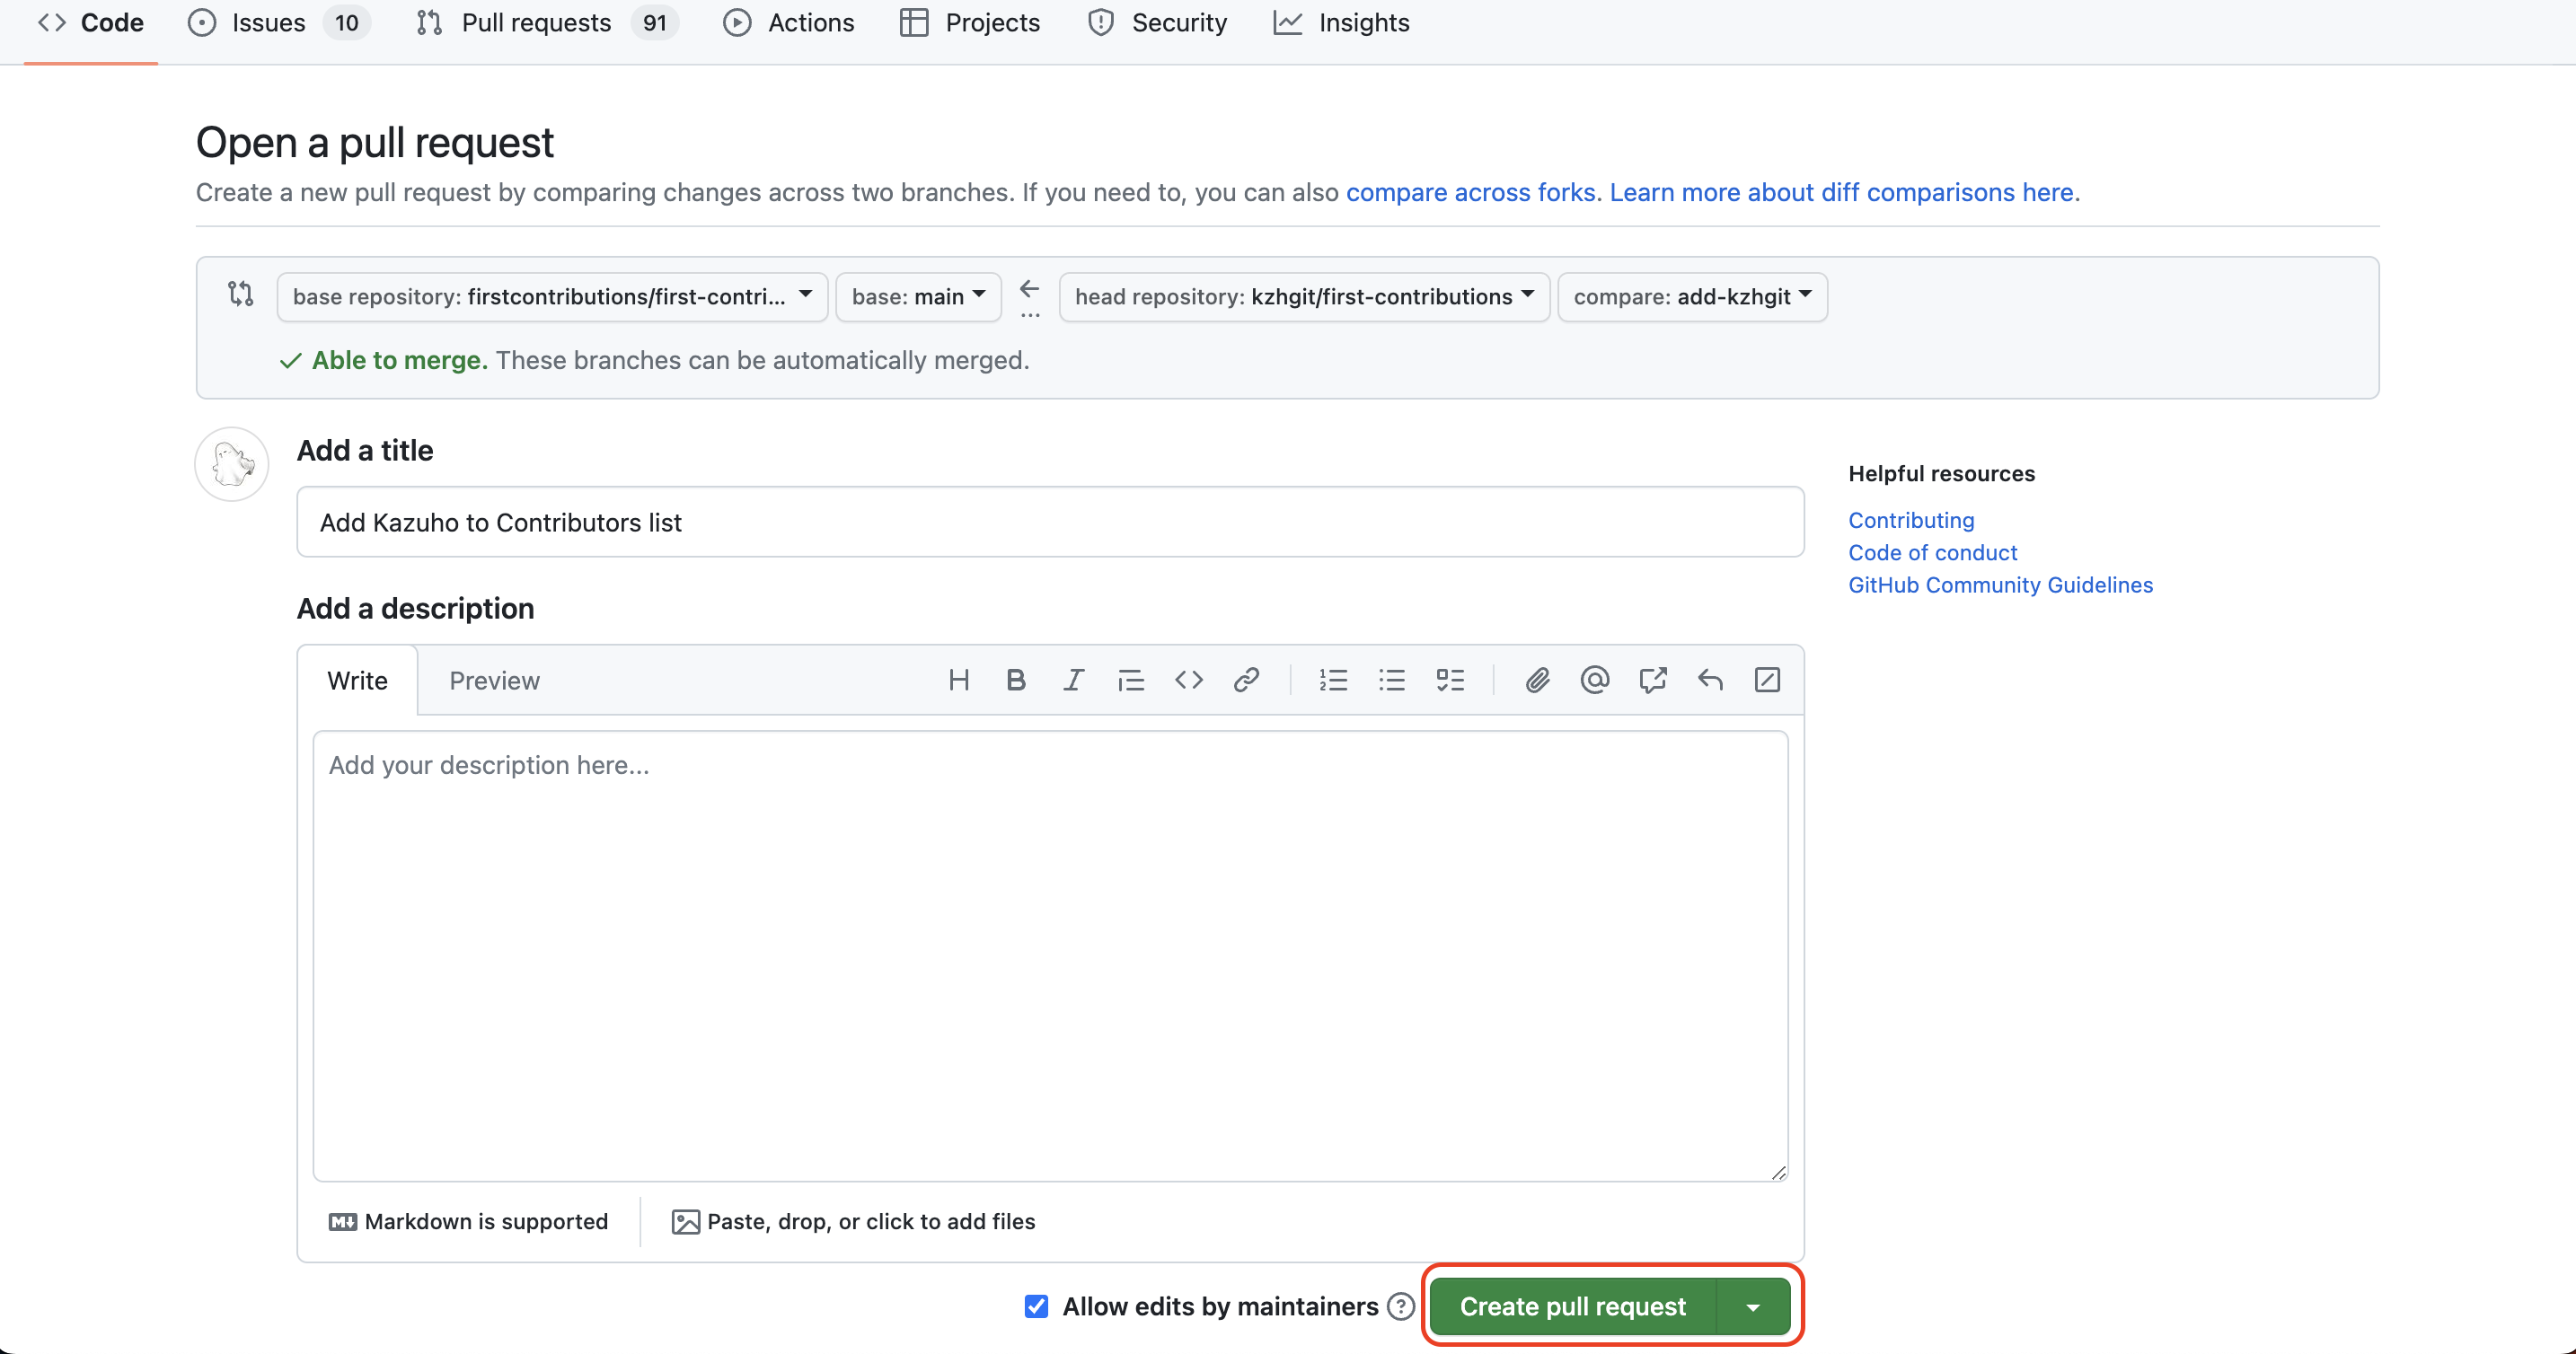 Code Issues 10 Pull requests 91 Actions Projects Security Insights
Open a pull request
Create a new pull request by comparing changes across two branches. If you need to, you can also compare across forks. Learn more about diff comparisons here.
base repository: firstcontributions/first-contri... base: main ← ... head repository: kzhgit/first-contributions compare: add-kzhgit
Able to merge. These branches can be automatically merged.
Add a title
Add Kazuho to Contributors list
Helpful resources
Contributing
Code of conduct
GitHub Community Guidelines
Add a description
Write Preview
Add your description here...
Markdown is supported Paste, drop, or click to add files
Allow edits by maintainers Create pull request